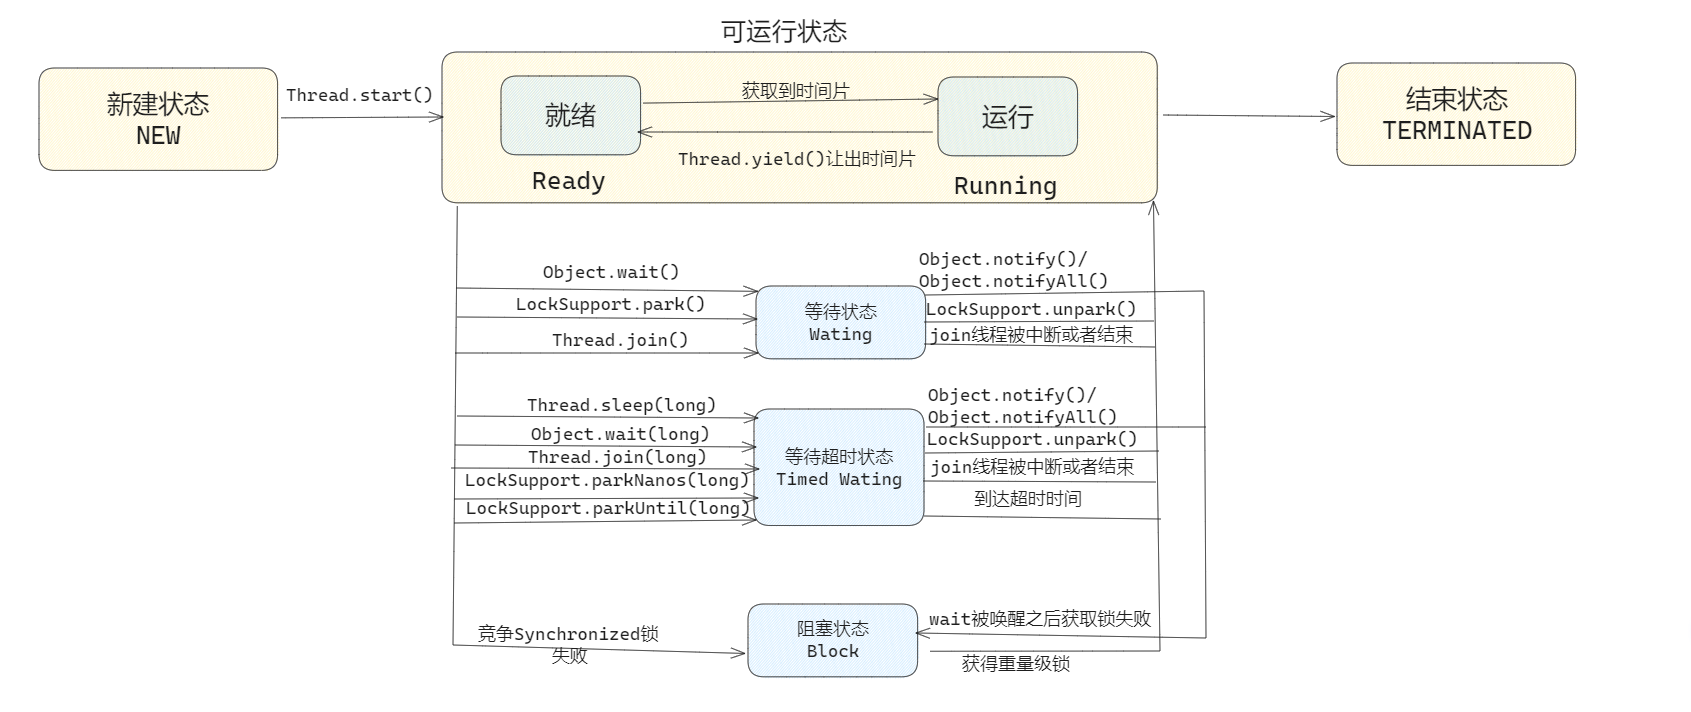 可运行状态
新建状态
NEW
Thread.start()
就绪
Ready
获取到时间片
Thread.yield()让出时间片
运行
Running
结束状态
TERMINATED
Object.wait()
LockSupport.park()
Thread.join()
等待状态
Wating
Object.notify()/
Object.notifyAll()
LockSupport.unpark()
join线程被中断或者结束
Thread.sleep(long)
Object.wait(long)
Thread.join(long)
LockSupport.parkNanos(long)
LockSupport.parkUntil(long)
等待超时状态
Timed Wating
Object.notify()/
Object.notifyAll()
LockSupport.unpark()
join线程被中断或者结束
到达超时时间
竞争Synchronized锁
失败
阻塞状态
Block
wait被唤醒之后获取锁失败
获得重量级锁